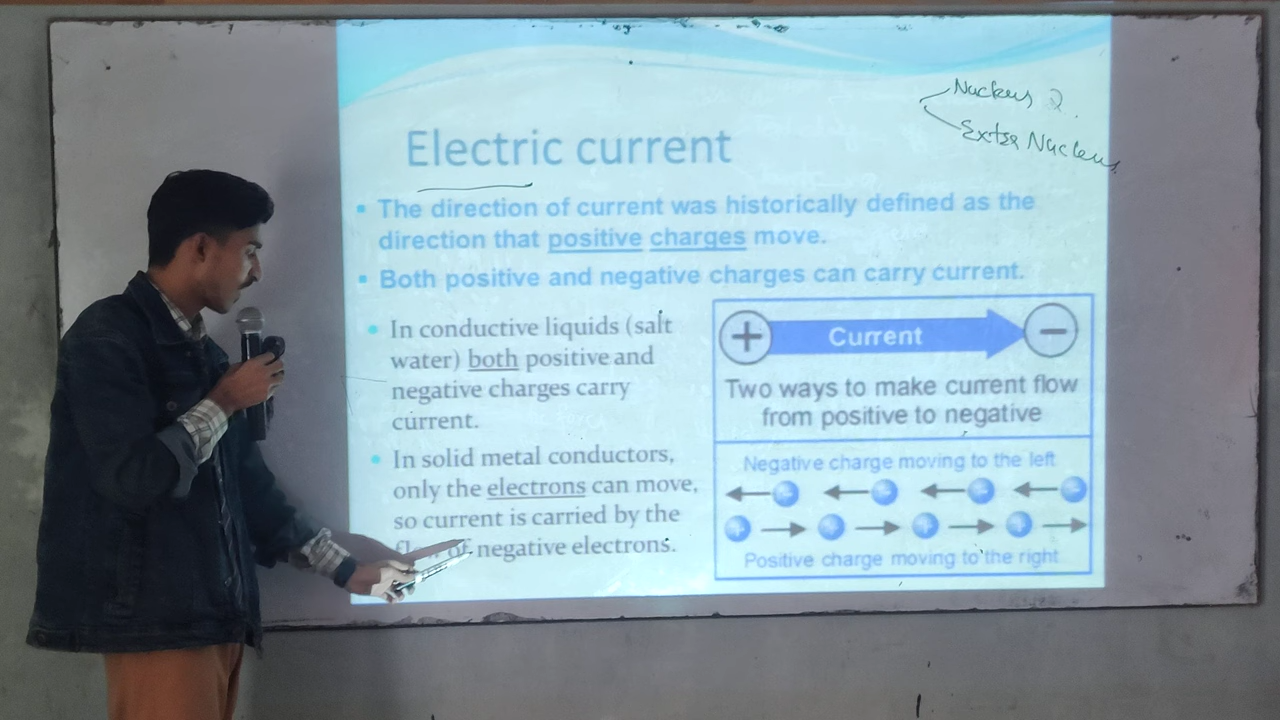 Nucleus
Extra Nucleus
Electric current
The direction of current was historically defined as the
direction that positive charges move.
Both positive and negative charges can carry current.
In conductive liquids (salt
water) both positive and
negative charges carry
current.
In solid metal conductors,
only the electrons can move,
so current is carried by the
flow of negative electrons.
+ Current −
Two ways to make current flow
from positive to negative
Negative charge moving to the left
Positive charge moving to the right